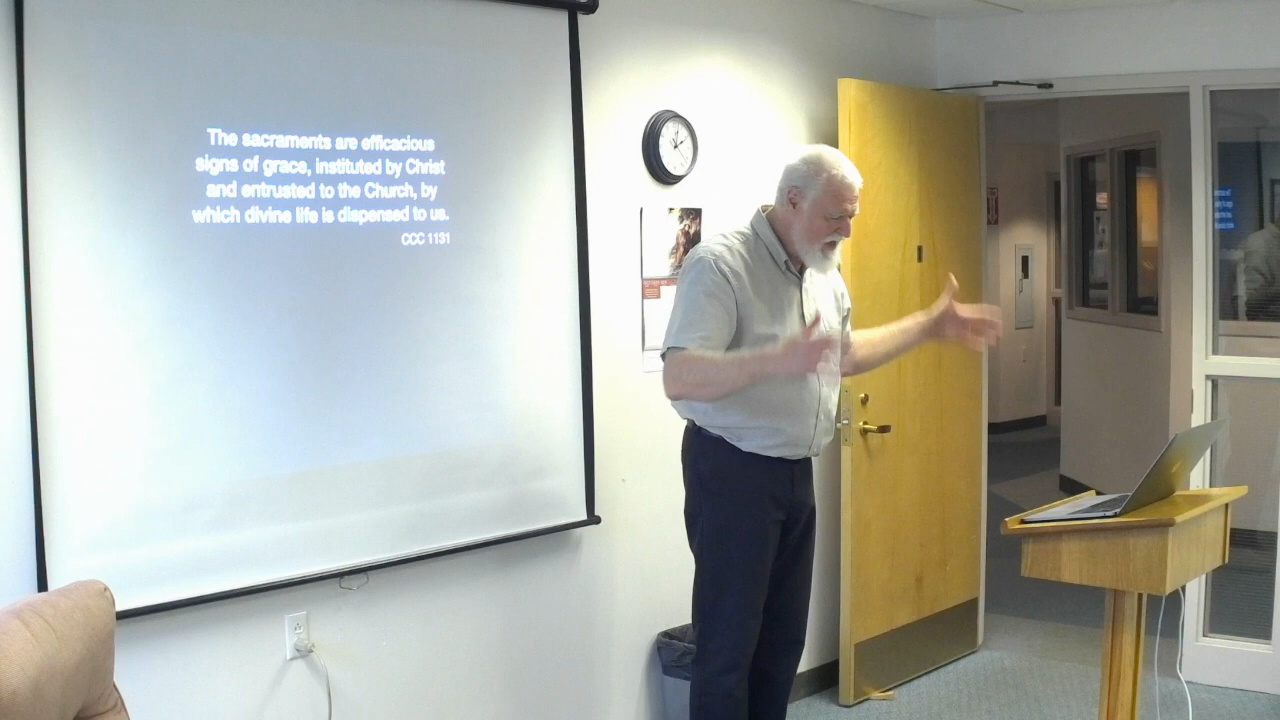 The sacraments are efficacious
signs of grace, instituted by Christ
and entrusted to the Church, by
which divine life is dispensed to us.
CCC 1131